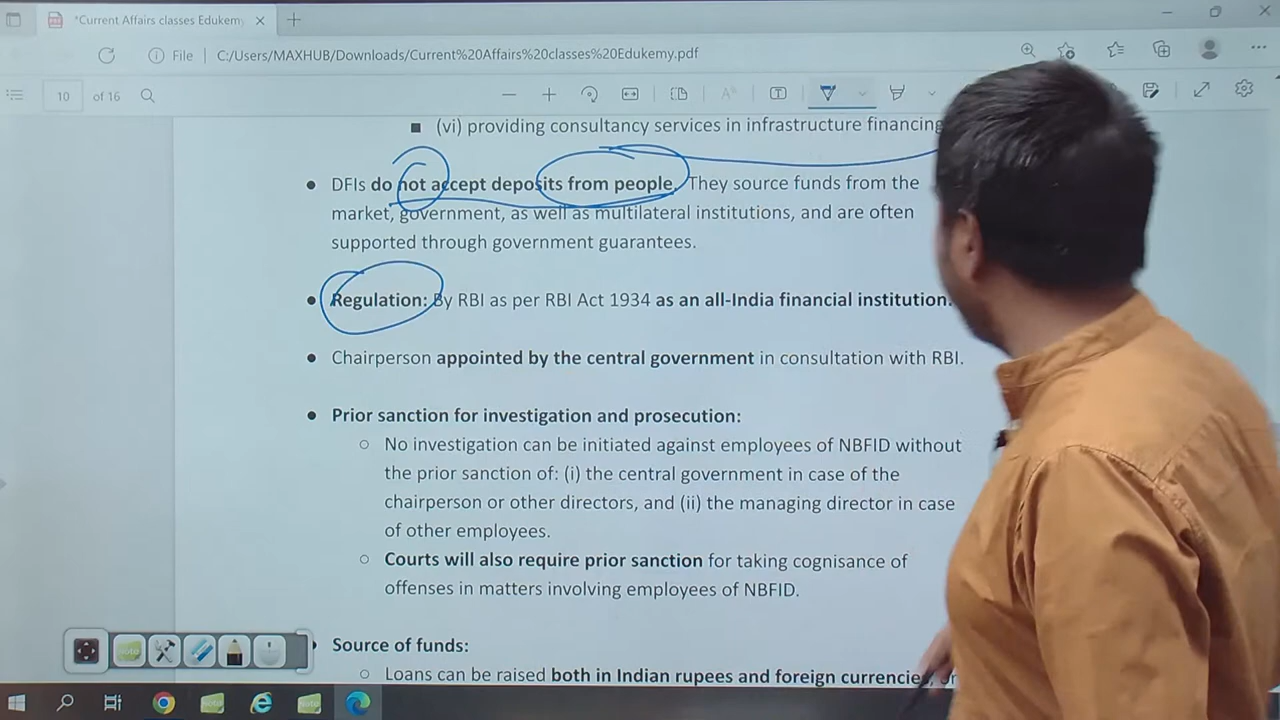 *Current Affairs classes Edukemy
File C:/Users/MAXHUB/Downloads/Current%20Affairs%20classes%20Edukemy.pdf
10 of 16
(vi) providing consultancy services in infrastructure financing
DFIs do not accept deposits from people. They source funds from the
market, government, as well as multilateral institutions, and are often
supported through government guarantees.
Regulation: By RBI as per RBI Act 1934 as an all-India financial institution.
Chairperson appointed by the central government in consultation with RBI.
Prior sanction for investigation and prosecution:
No investigation can be initiated against employees of NBFID without
the prior sanction of: (i) the central government in case of the
chairperson or other directors, and (ii) the managing director in case
of other employees.
Courts will also require prior sanction for taking cognisance of
offenses in matters involving employees of NBFID.
Source of funds:
Loans can be raised both in Indian rupees and foreign currencies, or